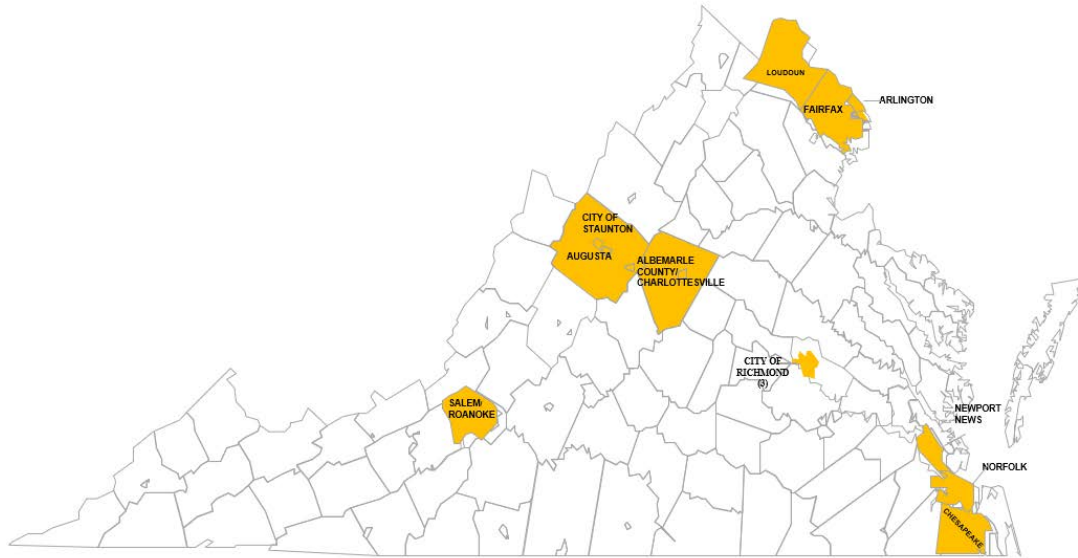 LOUDOUN
FAIRFAX
ARLINGTON
CITY OF
STAUNTON
AUGUSTA
ALBEMARLE
COUNTY/
CHARLOTTESVILLE
CITY OF
RICHMOND
(3)
SALEM/
ROANOKE
NEWPORT
NEWS
NORFOLK
CHESAPEAKE